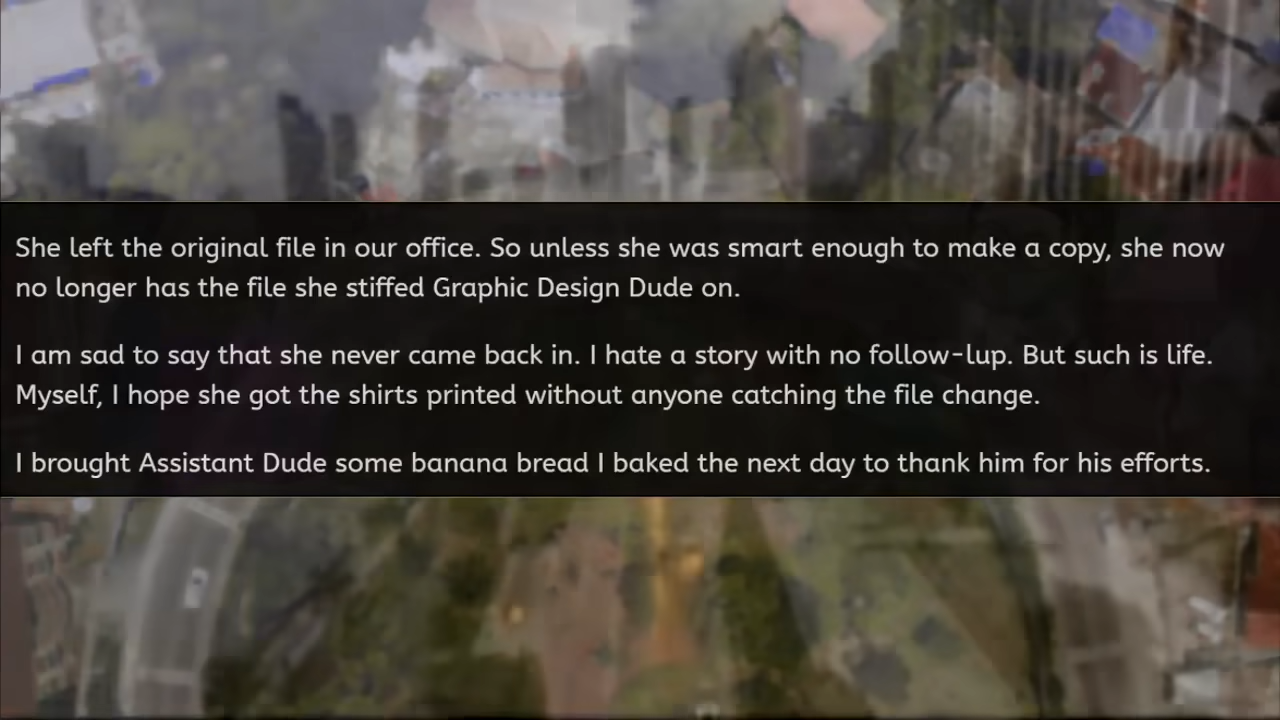 She left the original file in our office. So unless she was smart enough to make a copy, she now
no longer has the file she stiffed Graphic Design Dude on.
I am sad to say that she never came back in. I hate a story with no follow-lup. But such is life.
Myself, I hope she got the shirts printed without anyone catching the file change.
I brought Assistant Dude some banana bread I baked the next day to thank him for his efforts.